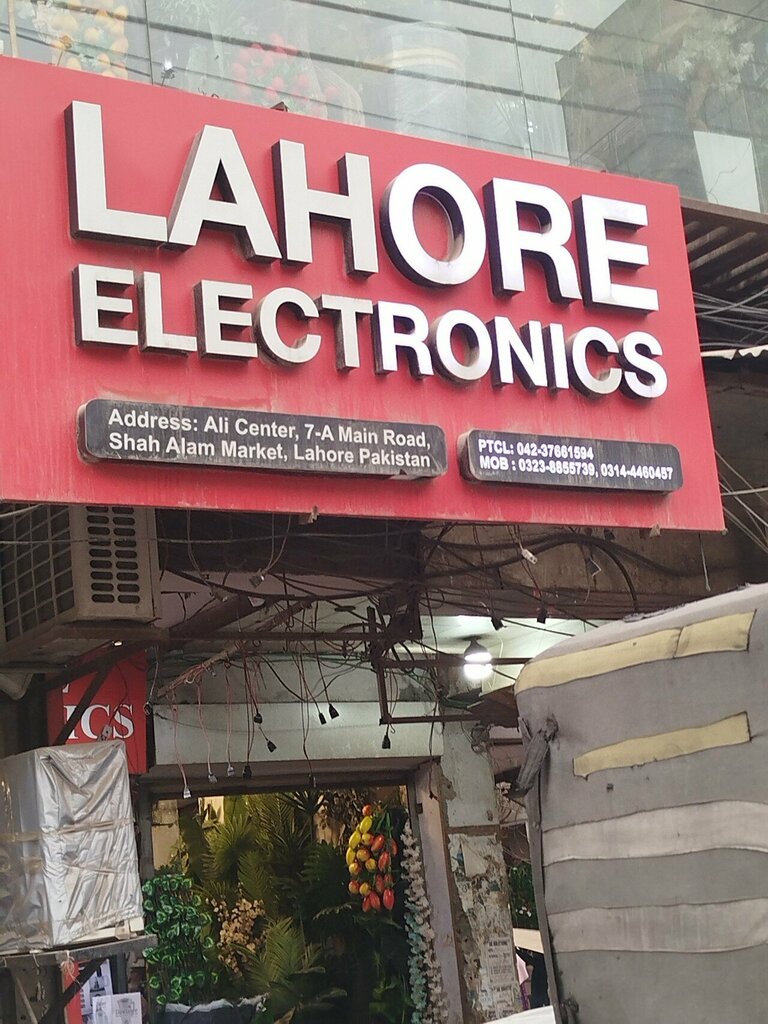 LAHORE
ELECTRONICS
Address: Ali Center, 7-A Main Road,
Shah Alam Market, Lahore Pakistan
PTCL: 042-37661594
MOB : 0323-8855739, 0314-4460457
ICS